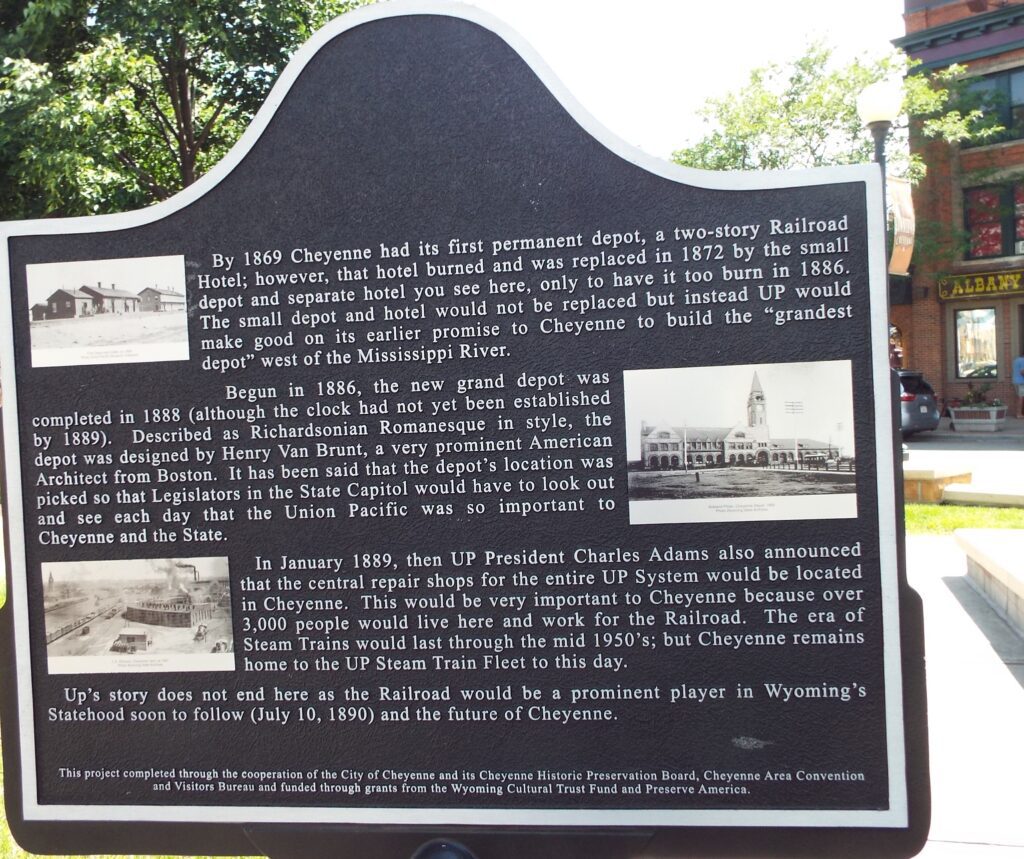 By 1869 Cheyenne had its first permanent depot, a two-story Railroad
Hotel; however, that hotel burned and was replaced in 1872 by the small
depot and separate hotel you see here, only to have it too burn in 1886.
The small depot and hotel would not be replaced but instead UP would
make good on its earlier promise to Cheyenne to build the “grandest
depot” west of the Mississippi River.
Begun in 1886, the new grand depot was
completed in 1888 (although the clock had not yet been established
by 1889). Described as Richardsonian Romanesque in style, the
depot was designed by Henry Van Brunt, a very prominent American
Architect from Boston. It has been said that the depot’s location was
picked so that Legislators in the State Capitol would have to look out
and see each day that the Union Pacific was so important to
Cheyenne and the State.
In January 1889, then UP President Charles Adams also announced
that the central repair shops for the entire UP System would be located
in Cheyenne. This would be very important to Cheyenne because over
3,000 people would live here and work for the Railroad. The era of
Steam Trains would last through the mid 1950’s; but Cheyenne remains
home to the UP Steam Train Fleet to this day.
Up’s story does not end here as the Railroad would be a prominent player in Wyoming’s
Statehood soon to follow (July 10, 1890) and the future of Cheyenne.
This project completed through the cooperation of the City of Cheyenne and its Cheyenne Historic Preservation Board, Cheyenne Area Convention
and Visitors Bureau and funded through grants from the Wyoming Cultural Trust Fund and Preserve America.
ALBANY